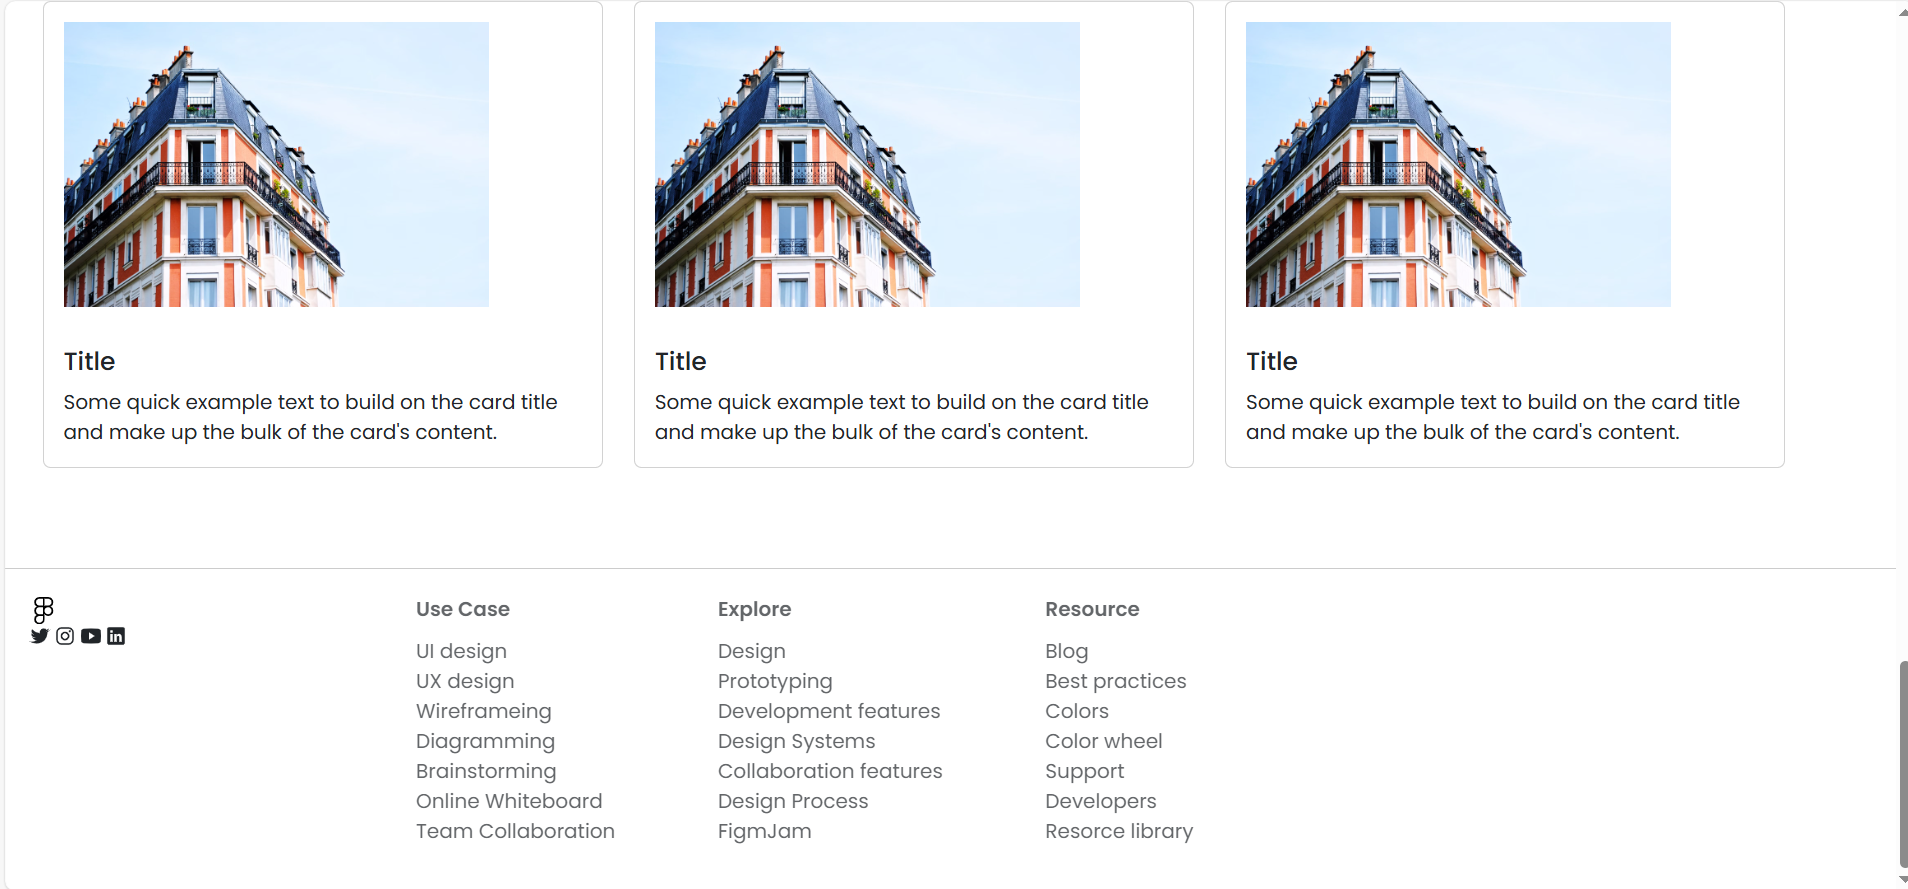 Title
Some quick example text to build on the card title
and make up the bulk of the card's content.
Title
Some quick example text to build on the card title
and make up the bulk of the card's content.
Title
Some quick example text to build on the card title
and make up the bulk of the card's content.
Use Case
UI design
UX design
Wireframeing
Diagramming
Brainstorming
Online Whiteboard
Team Collaboration
Explore
Design
Prototyping
Development features
Design Systems
Collaboration features
Design Process
FigmJam
Resource
Blog
Best practices
Colors
Color wheel
Support
Developers
Resorce library